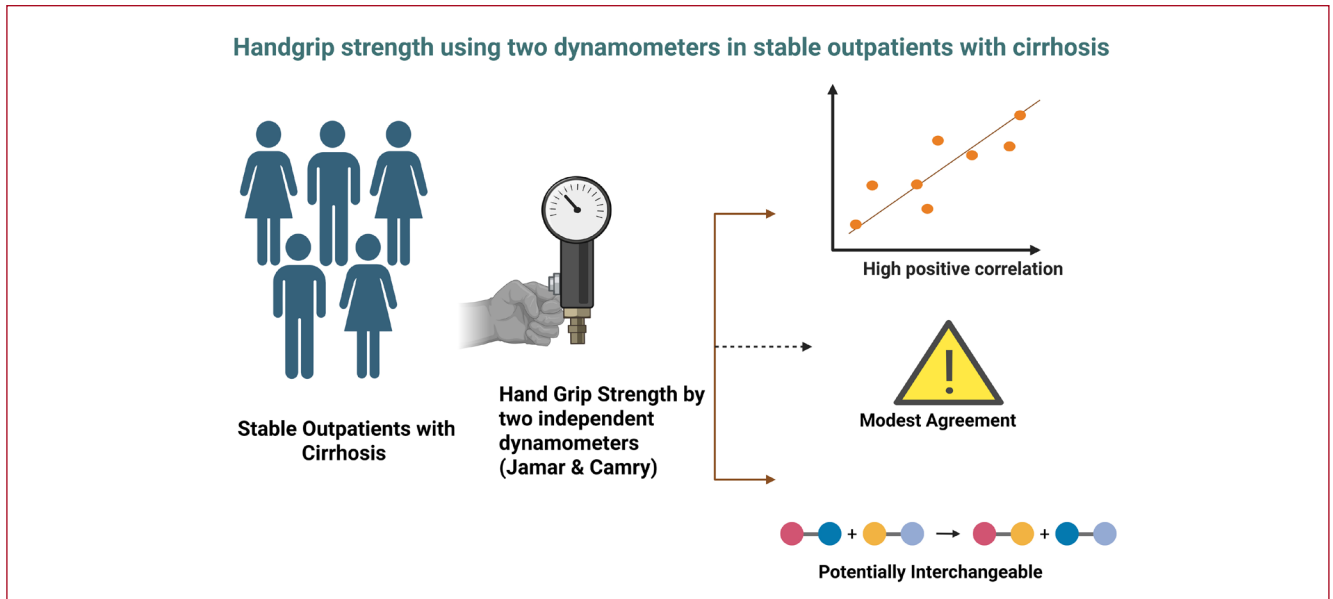 Handgrip strength using two dynamometers in stable outpatients with cirrhosis
Stable Outpatients with
Cirrhosis
Hand Grip Strength by
two independent
dynamometers
(Jamar & Camry)
High positive correlation
!
Modest Agreement
+
+
Potentially Interchangeable